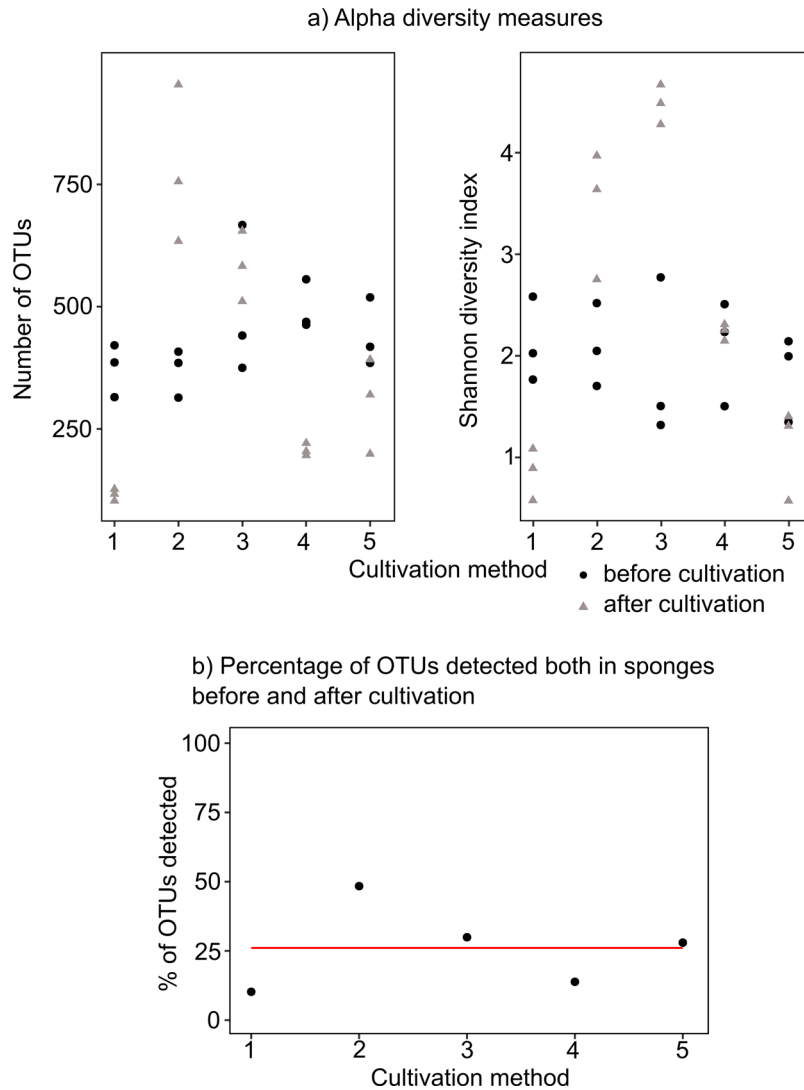 a) Alpha diversity measures
Number of OTUs
750
500
250
1 2 3 4 5
Shannon diversity index
4
3
2
1
1 2 3 4 5
Cultivation method
before cultivation
after cultivation
b) Percentage of OTUs detected both in sponges
before and after cultivation
% of OTUs detected
100
75
50
25
0
1 2 3 4 5
Cultivation method